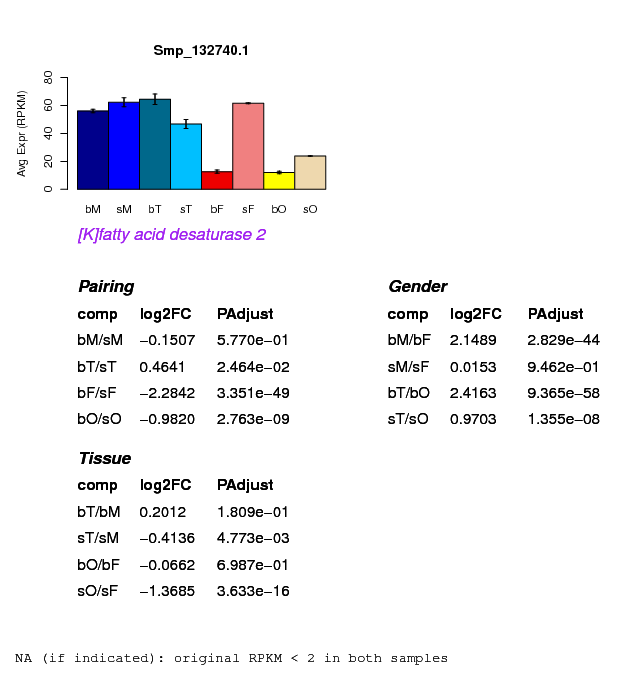 Smp_132740.1
Avg Expr (RPKM)
80
60
40
20
0
bM sM bT sT bF sF bO sO
[K]fatty acid desaturase 2
Pairing
comp log2FC PAdjust
bM/sM −0.1507 5.770e−01
bT/sT 0.4641 2.464e−02
bF/sF −2.2842 3.351e−49
bO/sO −0.9820 2.763e−09
Gender
comp log2FC PAdjust
bM/bF 2.1489 2.829e−44
sM/sF 0.0153 9.462e−01
bT/bO 2.4163 9.365e−58
sT/sO 0.9703 1.355e−08
Tissue
comp log2FC PAdjust
bT/bM 0.2012 1.809e−01
sT/sM −0.4136 4.773e−03
bO/bF −0.0662 6.987e−01
sO/sF −1.3685 3.633e−16
NA (if indicated): original RPKM < 2 in both samples